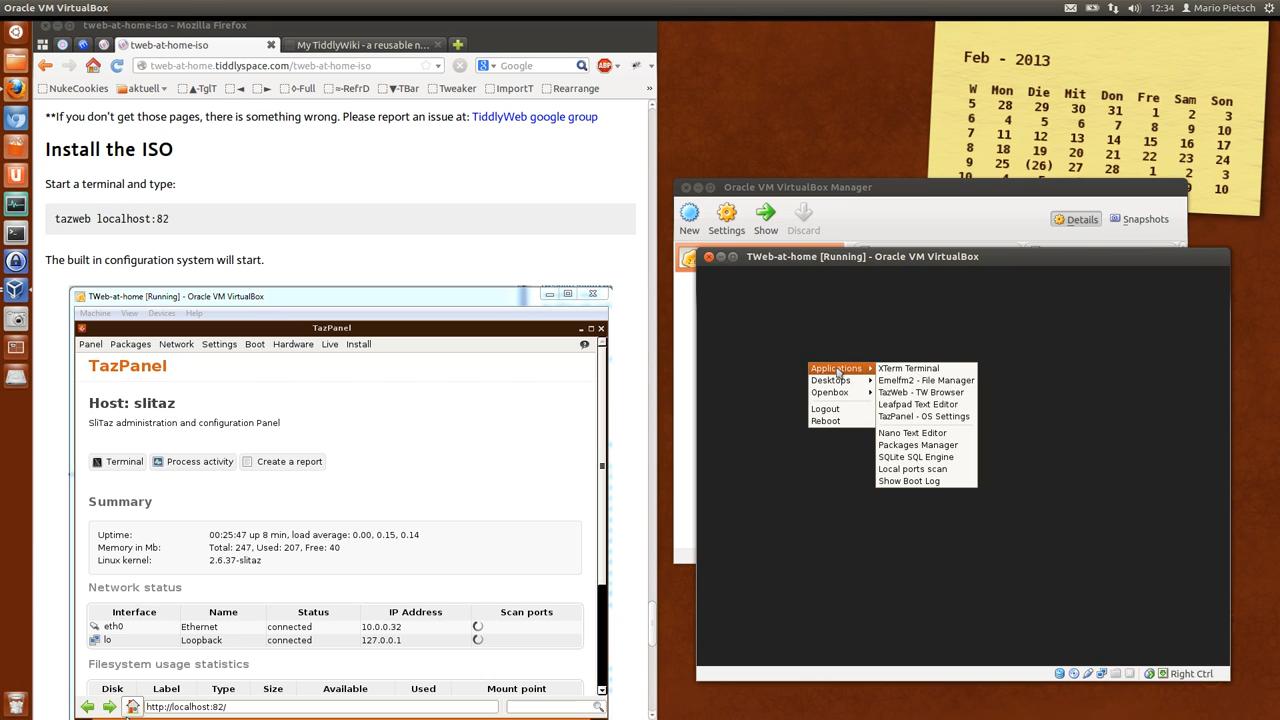 Oracle VM VirtualBox
12:34 Mario Pietsch
tweb-at-home-iso - Mozilla Firefox
tweb-at-home-iso
My TiddlyWiki - a reusable n...
tweb-at-home.tiddlyspace.com/tweb-at-home-iso
Google
NukeCookies aktuell ▲-TglT ◄ ► ◊-Full ±-RefrD ▼-TBar Tweaker ImporT Rearrange »
**If you don't get those pages, there is something wrong. Please report an issue at: TiddlyWeb google group
Install the ISO
Start a terminal and type:
tazweb localhost:82
The built in configuration system will start.
TWeb-at-home [Running] - Oracle VM VirtualBox
Machine View Devices Help
TazPanel
Panel Packages Network Settings Boot Hardware Live Install
TazPanel
Host: slitaz
SliTaz administration and configuration Panel
Terminal Process activity Create a report
Summary
Uptime: 00:25:47 up 8 min, load average: 0.00, 0.15, 0.14
Memory in Mb: Total: 247, Used: 207, Free: 40
Linux kernel: 2.6.37-slitaz
Network status
Interface Name Status IP Address Scan ports
eth0 Ethernet connected 10.0.0.32
lo Loopback connected 127.0.0.1
Filesystem usage statistics
Disk Label Type Size Available Used Mount point
http://localhost:82/
Feb - 2013
W Mon Die Mit Don Fre Sam Son
5 28 29 30 31 1 2 3
6 4 5 6 7 8 9 10
7 11 12 13 14 15 16 17
8 18 19 20 21 22 23 24
9 25 (26) 27 28 1 2 3
10 9 10
Oracle VM VirtualBox Manager
New Settings Show Discard
Details Snapshots
TWeb-at-home [Running] - Oracle VM VirtualBox
Applications
Desktops
Openbox
Logout
Reboot
XTerm Terminal
Emelfm2 - File Manager
TazWeb - TW Browser
Leafpad Text Editor
TazPanel - OS Settings
Nano Text Editor
Packages Manager
SQLite SQL Engine
Local ports scan
Show Boot Log
Right Ctrl